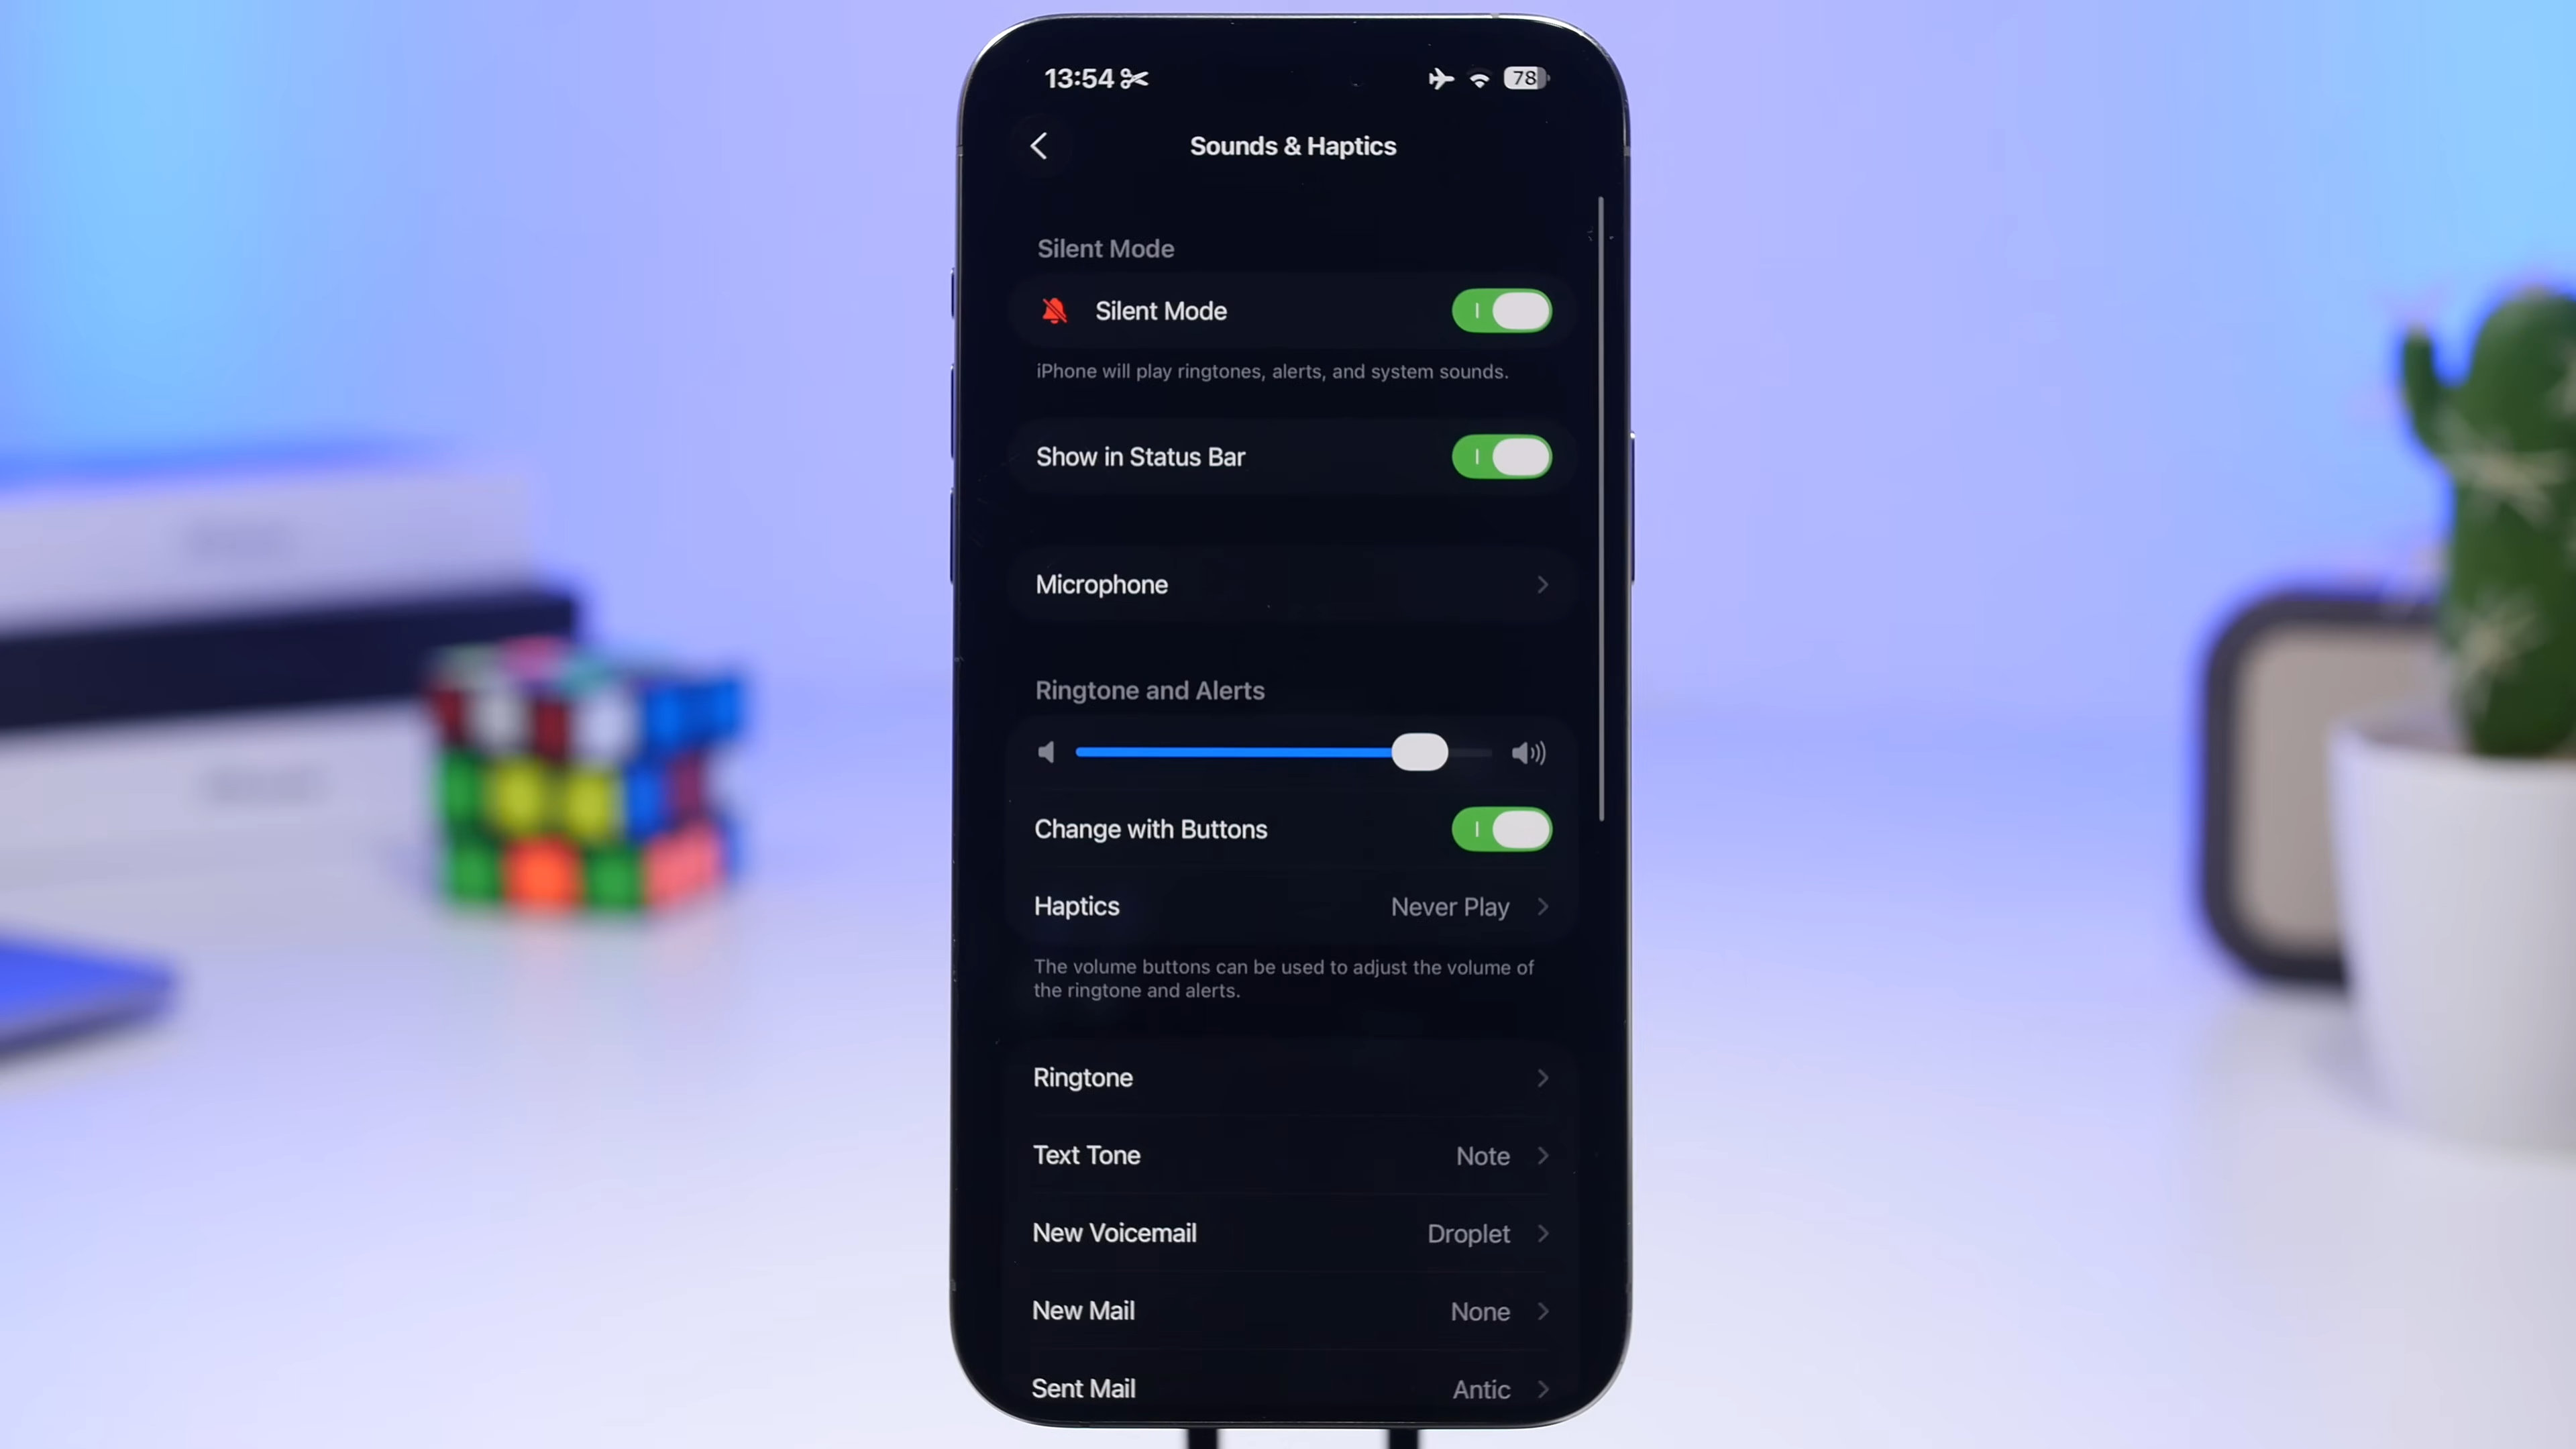 13:54
78
Sounds & Haptics
Silent Mode
Silent Mode
iPhone will play ringtones, alerts, and system sounds.
Show in Status Bar
Microphone
Ringtone and Alerts
Change with Buttons
Haptics Never Play
The volume buttons can be used to adjust the volume of
the ringtone and alerts.
Ringtone
Text Tone Note
New Voicemail Droplet
New Mail None
Sent Mail Antic